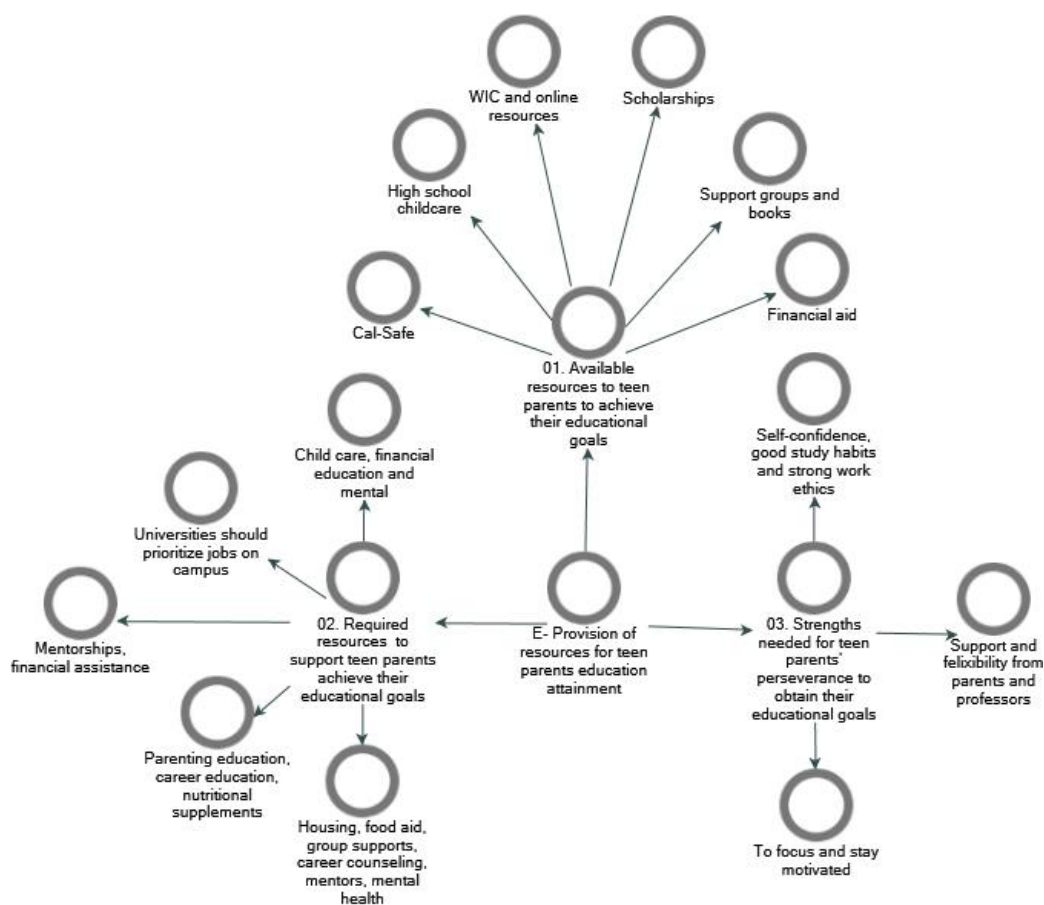 WIC and online
resources
Scholarships
High school
childcare
Support groups and
books
Cal-Safe
Financial aid
01. Available
resources to teen
parents to achieve
their educational
goals
Child care, financial
education and
mental
Self-confidence,
good study habits
and strong work
ethics
Universities should
prioritize jobs on
campus
Mentorships,
financial assistance
02. Required
resources to
support teen parents
achieve their
educational goals
E- Provision of
resources for teen
parents education
attainment
03. Strengths
needed for teen
parents'
perseverance to
obtain their
educational goals
Support and
felixibility from
parents and
professors
Parenting education,
career education,
nutritional
supplements
Housing, food aid,
group supports,
career counseling,
mentors, mental
health
To focus and stay
motivated